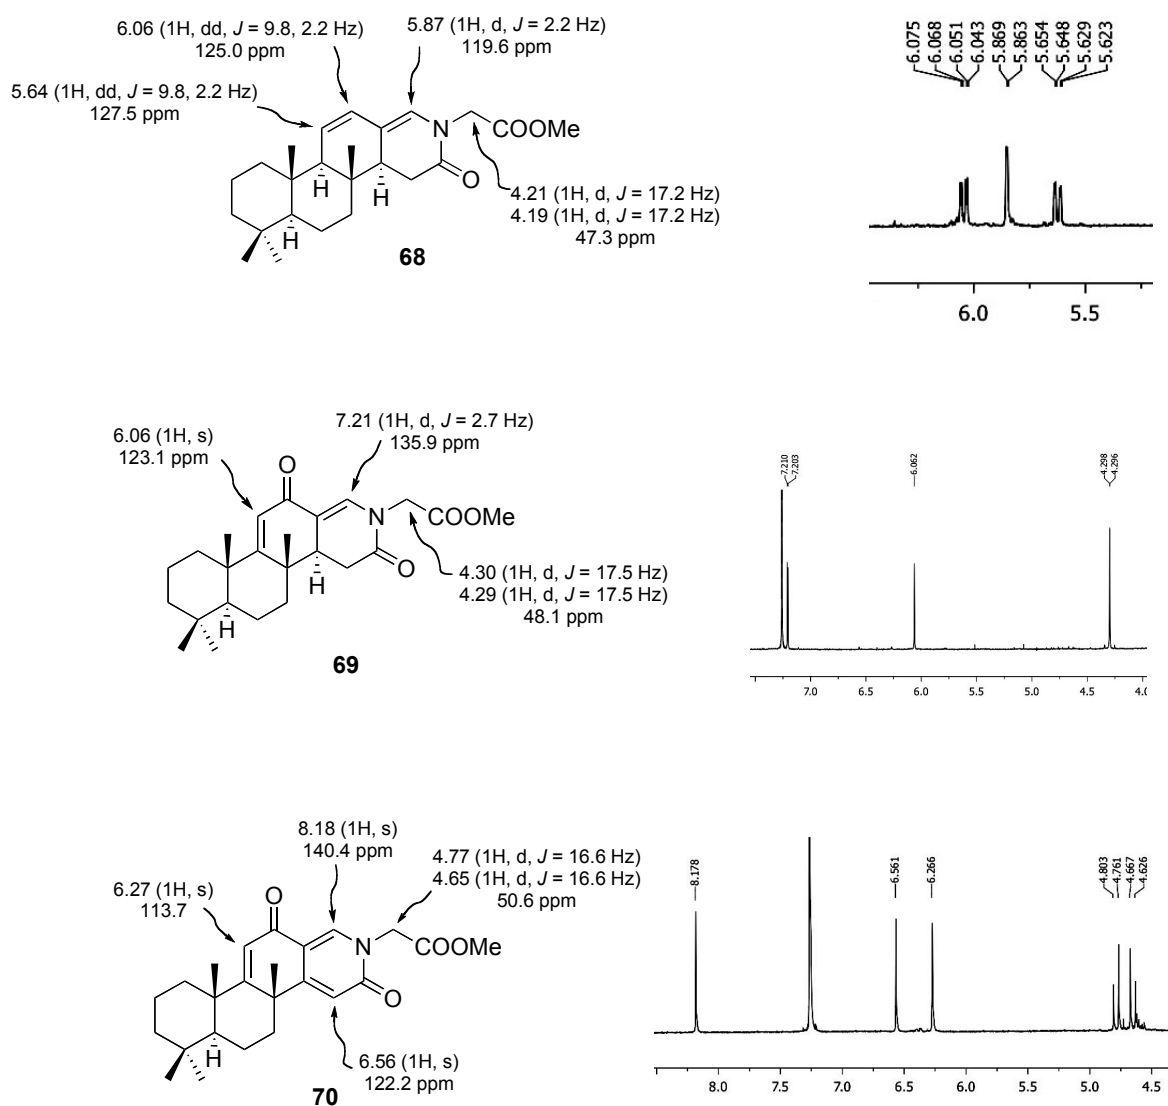 6.06 (1H, dd, J = 9.8, 2.2 Hz)
125.0 ppm
5.87 (1H, d, J = 2.2 Hz)
119.6 ppm
5.64 (1H, dd, J = 9.8, 2.2 Hz)
127.5 ppm
N
COOMe
O
H
H
H
4.21 (1H, d, J = 17.2 Hz)
4.19 (1H, d, J = 17.2 Hz)
47.3 ppm
68
6.075
6.068
6.051
6.043
5.869
5.863
5.654
5.648
5.629
5.623
6.0 5.5
7.21 (1H, d, J = 2.7 Hz)
135.9 ppm
6.06 (1H, s)
123.1 ppm
O
N
COOMe
O
H
H
4.30 (1H, d, J = 17.5 Hz)
4.29 (1H, d, J = 17.5 Hz)
48.1 ppm
69
7.210
7.203
6.062
4.298
4.296
7.0 6.5 6.0 5.5 5.0 4.5 4.0
8.18 (1H, s)
140.4 ppm
4.77 (1H, d, J = 16.6 Hz)
4.65 (1H, d, J = 16.6 Hz)
50.6 ppm
6.27 (1H, s)
113.7
O
N
COOMe
O
H
6.56 (1H, s)
122.2 ppm
70
8.178
6.561
6.266
4.803
4.761
4.667
4.626
8.0 7.5 7.0 6.5 6.0 5.5 5.0 4.5